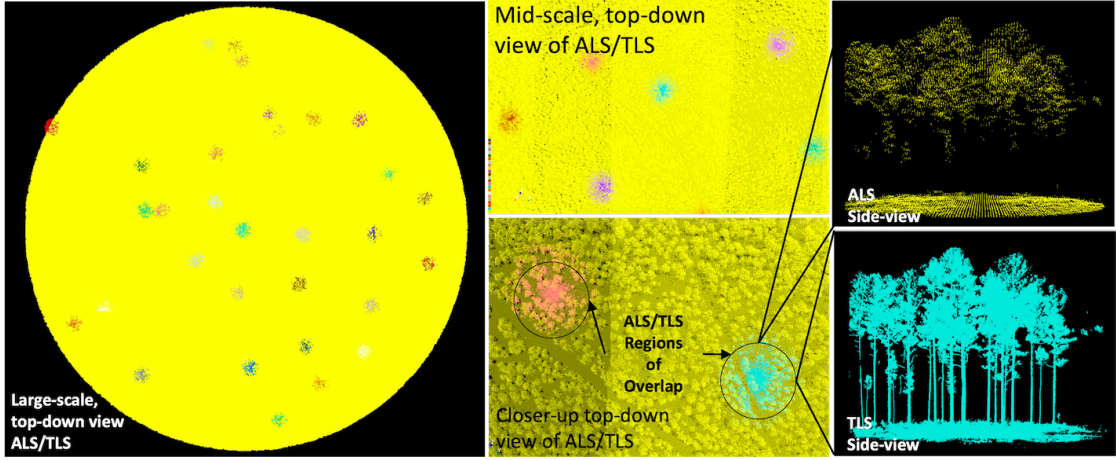 Large-scale,
top-down view
ALS/TLS
Mid-scale, top-down
view of ALS/TLS
ALS/TLS
Regions
of
Overlap
Closer-up top-down
view of ALS/TLS
ALS
Side-view
TLS
Side-view